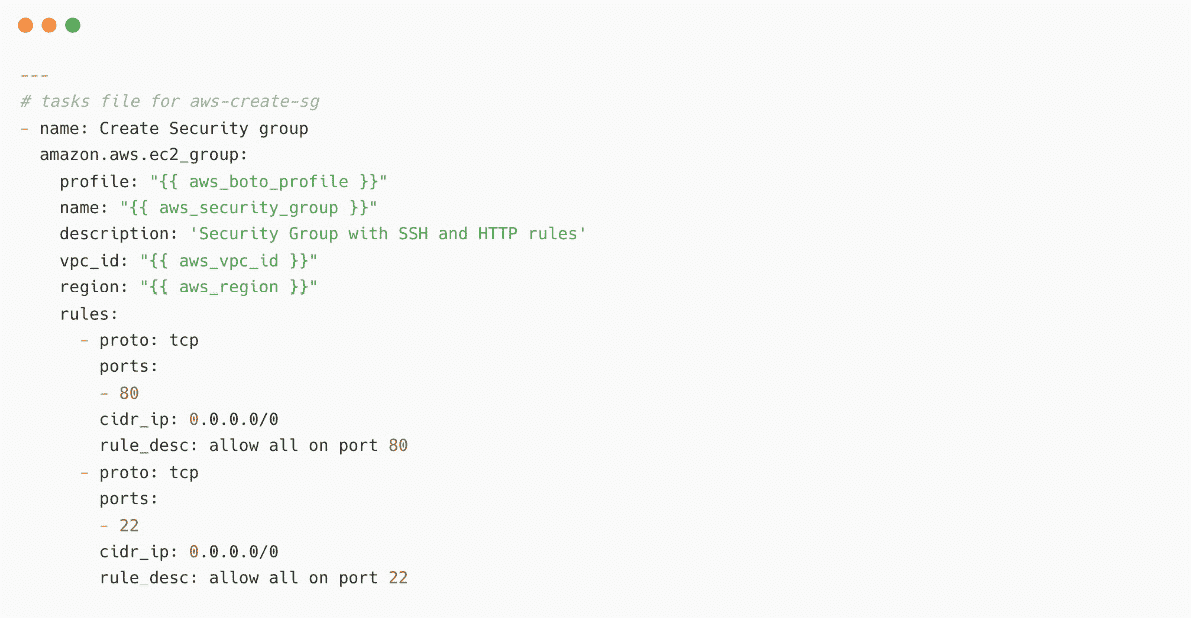 ---
# tasks file for aws-create-sg
- name: Create Security group
  amazon.aws.ec2_group:
    profile: "{{ aws_boto_profile }}"
    name: "{{ aws_security_group }}"
    description: 'Security Group with SSH and HTTP rules'
    vpc_id: "{{ aws_vpc_id }}"
    region: "{{ aws_region }}"
    rules:
      - proto: tcp
        ports:
        - 80
        cidr_ip: 0.0.0.0/0
        rule_desc: allow all on port 80
      - proto: tcp
        ports:
        - 22
        cidr_ip: 0.0.0.0/0
        rule_desc: allow all on port 22